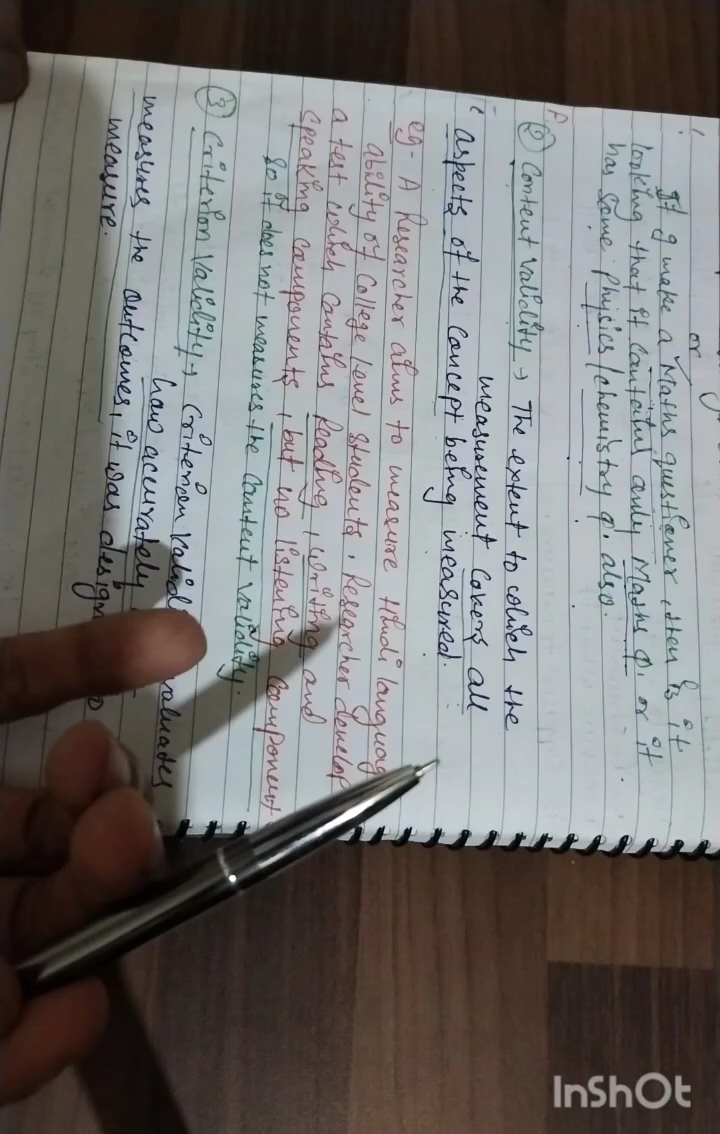 or
If I make a Maths questioner, then is it
looking that it contains only Maths Q. or it
has some Physics/chemistry Q. also.
② Content Validity → The extent to which the
measurement covers all
aspects of the concept being measured.
eg- A Researcher aims to measure Hindi languag
ability of College level students. Researcher develop
a test which contains Reading, writing and
speaking components, but no listening component.
So it does not measures the content validity.
③ Criterion Validity → Criterion Valid aluates
how accurately
measures the outcomes, it was design
measure.
InShOt